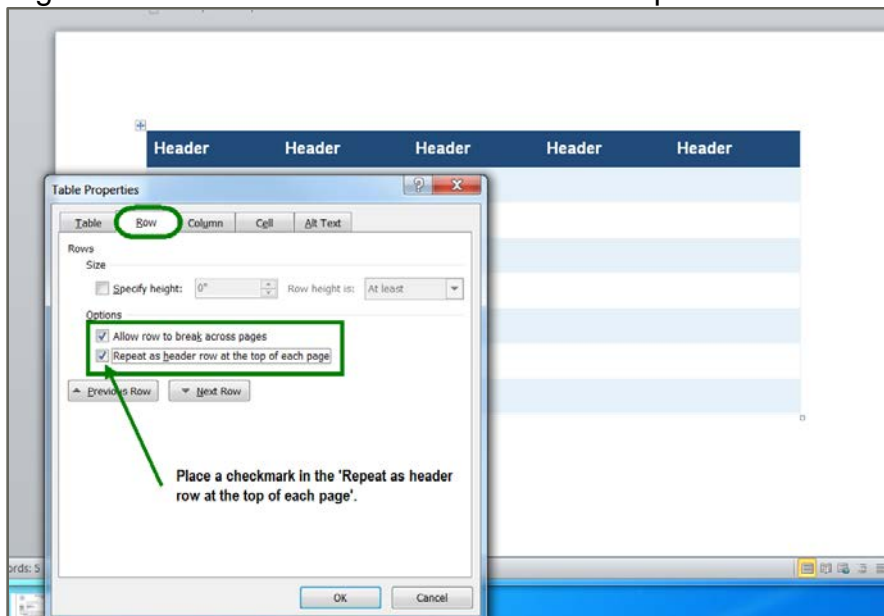 Header Header Header Header Header
Table Properties
Table Row Column Cell Alt Text
Rows
Size
Specify height: 0" Row height is: At least
Options
Allow row to break across pages
Repeat as header row at the top of each page
Previous Row Next Row
Place a checkmark in the 'Repeat as header
row at the top of each page'.
OK Cancel